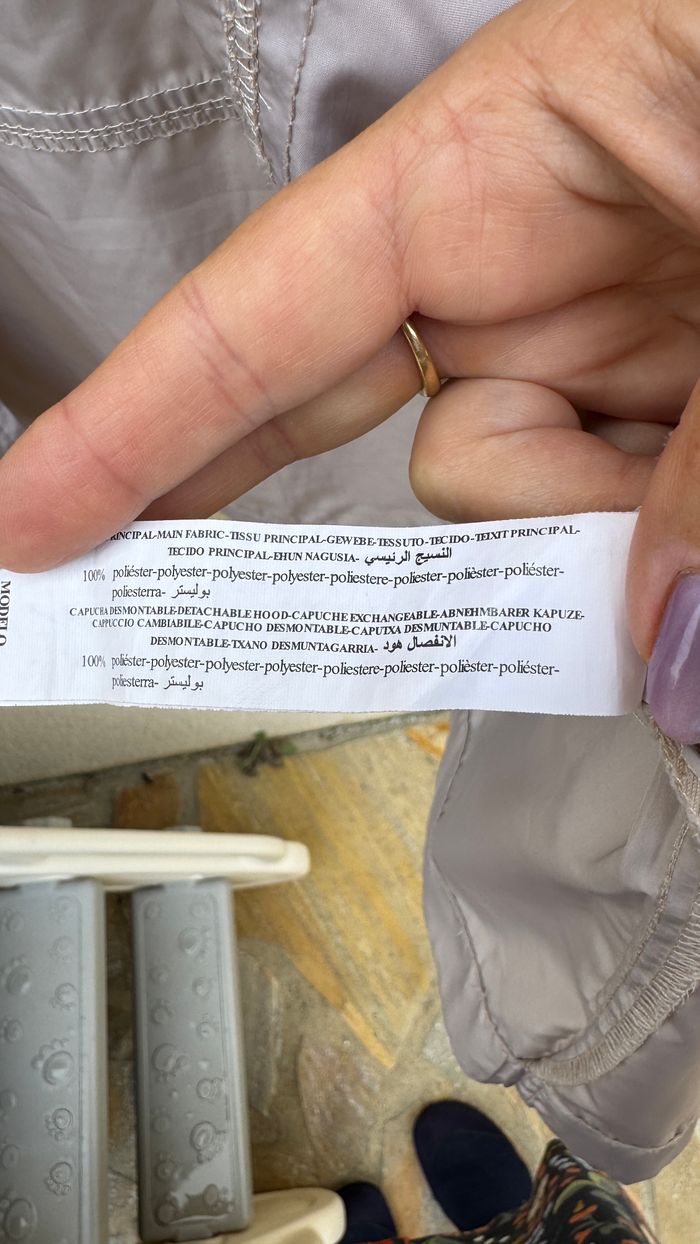 PRINCIPAL-MAIN FABRIC-TISSU PRINCIPAL-GEWEBE-TESSUTO-TECIDO-TEIXIT PRINCIPAL-
TECIDO PRINCIPAL-EHUN NAGUSIA- النسيج الرئيسي
100% poliéster-polyester-polyester-polyester-poliestere-poliester-polièster-poliéster-
poliesterra- بوليستر
CAPUCHA DESMONTABLE-DETACHABLE HOOD-CAPUCHE EXCHANGEABLE-ABNEHMBARER KAPUZE-
CAPPUCCIO CAMBIABILE-CAPUCHO DESMONTABLE-CAPUTXA DESMUNTABLE-CAPUCHO
DESMONTABLE-TXANO DESMUNTAGARRIA- الانفصال هود
100% poliéster-polyester-polyester-polyester-poliestere-poliester-polièster-poliéster-
poliesterra- بوليستر
MODELO